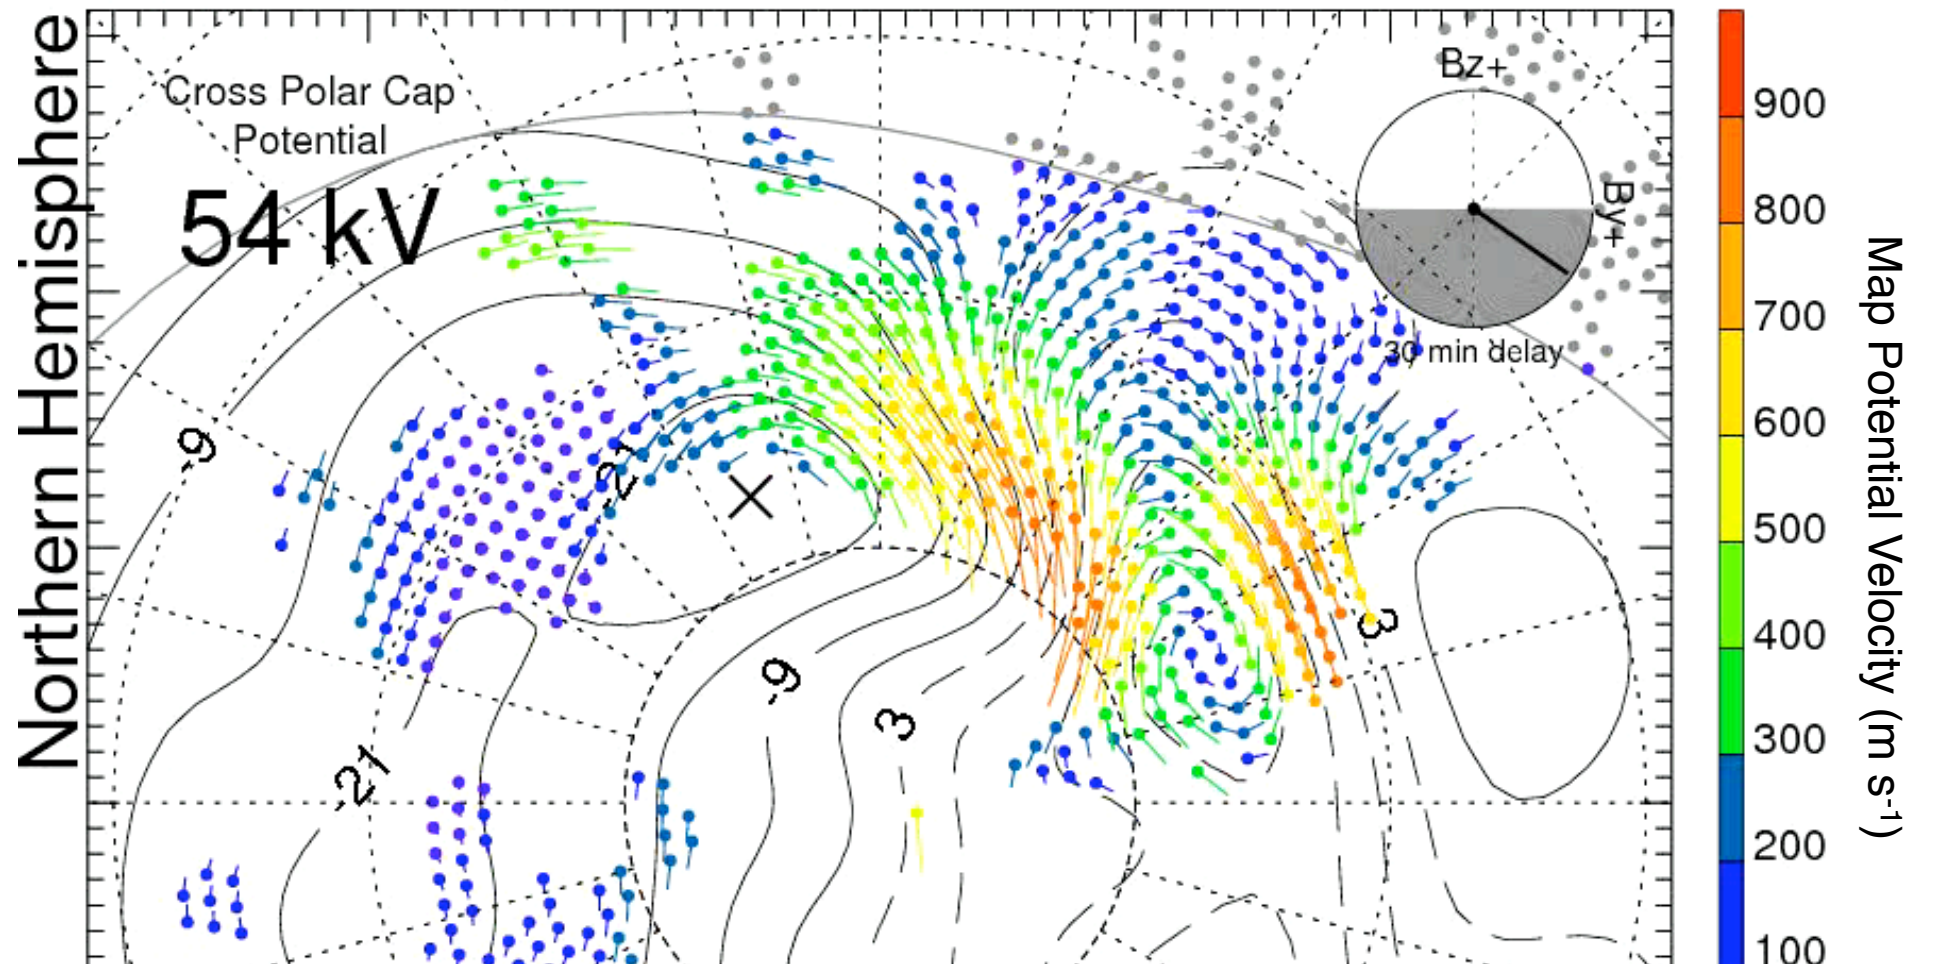 Northern Hemisphere
Cross Polar Cap
Potential
54 kV
Bz+
By+
30 min delay
-9
-21
-9
3
3
-21
900
800
700
600
500
400
300
200
100
Map Potential Velocity (m s-1)